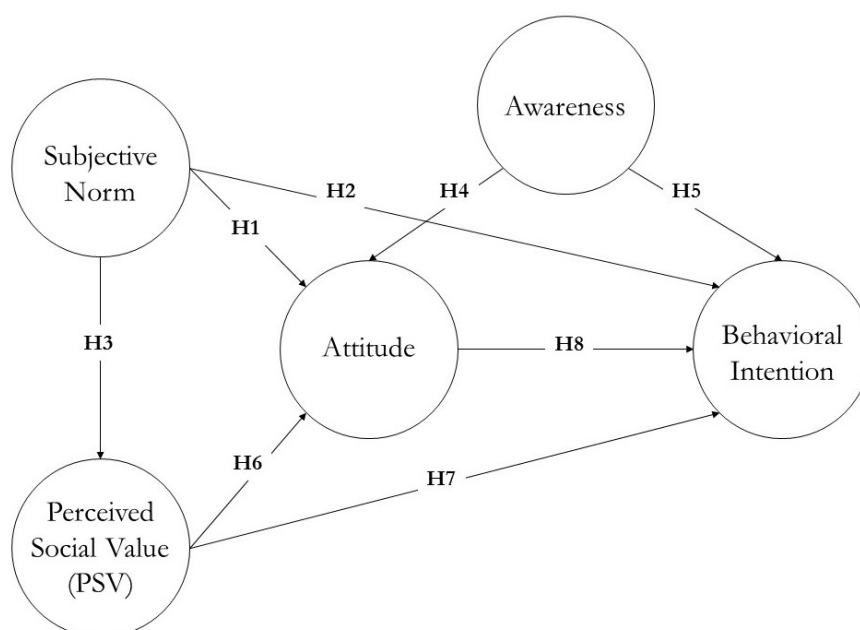 Awareness
Subjective
Norm
H2
H4
H5
H1
H3
Attitude
H8
Behavioral
Intention
H6
H7
Perceived
Social Value
(PSV)